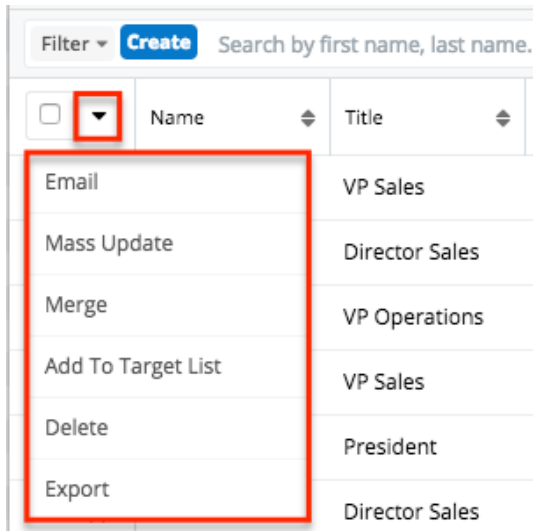 Filter Create Search by first name, last name.
Name Title
Email VP Sales
Mass Update Director Sales
Merge VP Operations
Add To Target List VP Sales
Delete President
Export Director Sales